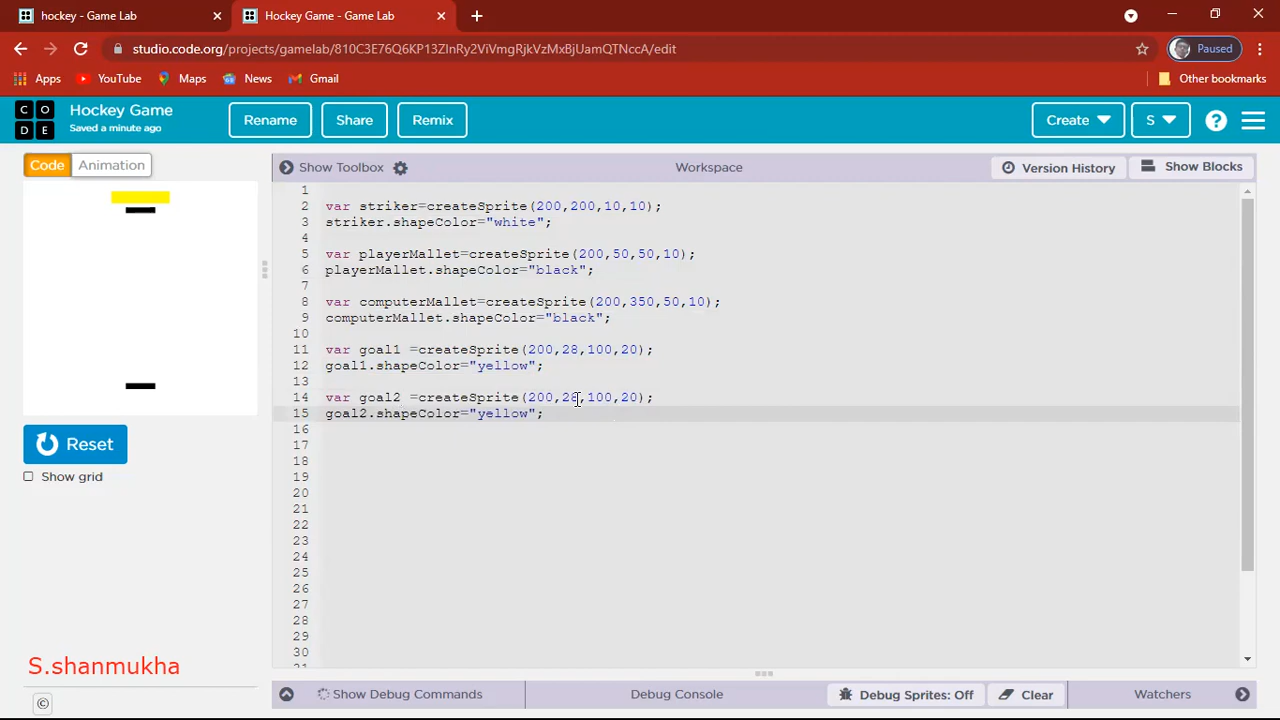 hockey - Game Lab
Hockey Game - Game Lab
studio.code.org/projects/gamelab/810C3E76Q6KP13ZInRy2ViVmgRjkVzMxBjUamQTNccA/edit
Paused
Apps YouTube Maps News Gmail Other bookmarks
CODE
Hockey Game
Saved a minute ago
Rename Share Remix Create S ?
Code Animation
Show Toolbox Workspace Version History Show Blocks
1
2 var striker=createSprite(200,200,10,10);
3 striker.shapeColor="white";
4
5 var playerMallet=createSprite(200,50,50,10);
6 playerMallet.shapeColor="black";
7
8 var computerMallet=createSprite(200,350,50,10);
9 computerMallet.shapeColor="black";
10
11 var goal1 =createSprite(200,28,100,20);
12 goal1.shapeColor="yellow";
13
14 var goal2 =createSprite(200,28,100,20);
15 goal2.shapeColor="yellow";
16
17
18
19
20
21
22
23
24
25
26
27
28
29
30
31
Reset
Show grid
S.shanmukha
©
Show Debug Commands Debug Console Debug Sprites: Off Clear Watchers